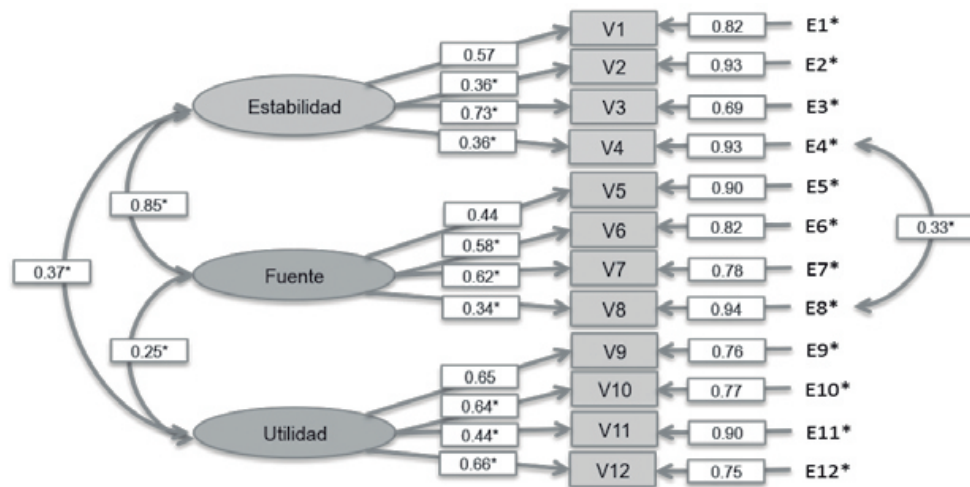 V1
0.82
E1*
0.57
V2
0.93
E2*
0.36*
Estabilidad
0.73*
V3
0.69
E3*
0.36*
V4
0.93
E4*
V5
0.90
E5*
0.85*
0.44
V6
0.82
E6*
0.33*
0.58*
0.37*
Fuente
0.62*
V7
0.78
E7*
0.34*
V8
0.94
E8*
V9
0.76
E9*
0.25*
0.65
V10
0.77
E10*
0.64*
Utilidad
0.44*
V11
0.90
E11*
0.66*
V12
0.75
E12*